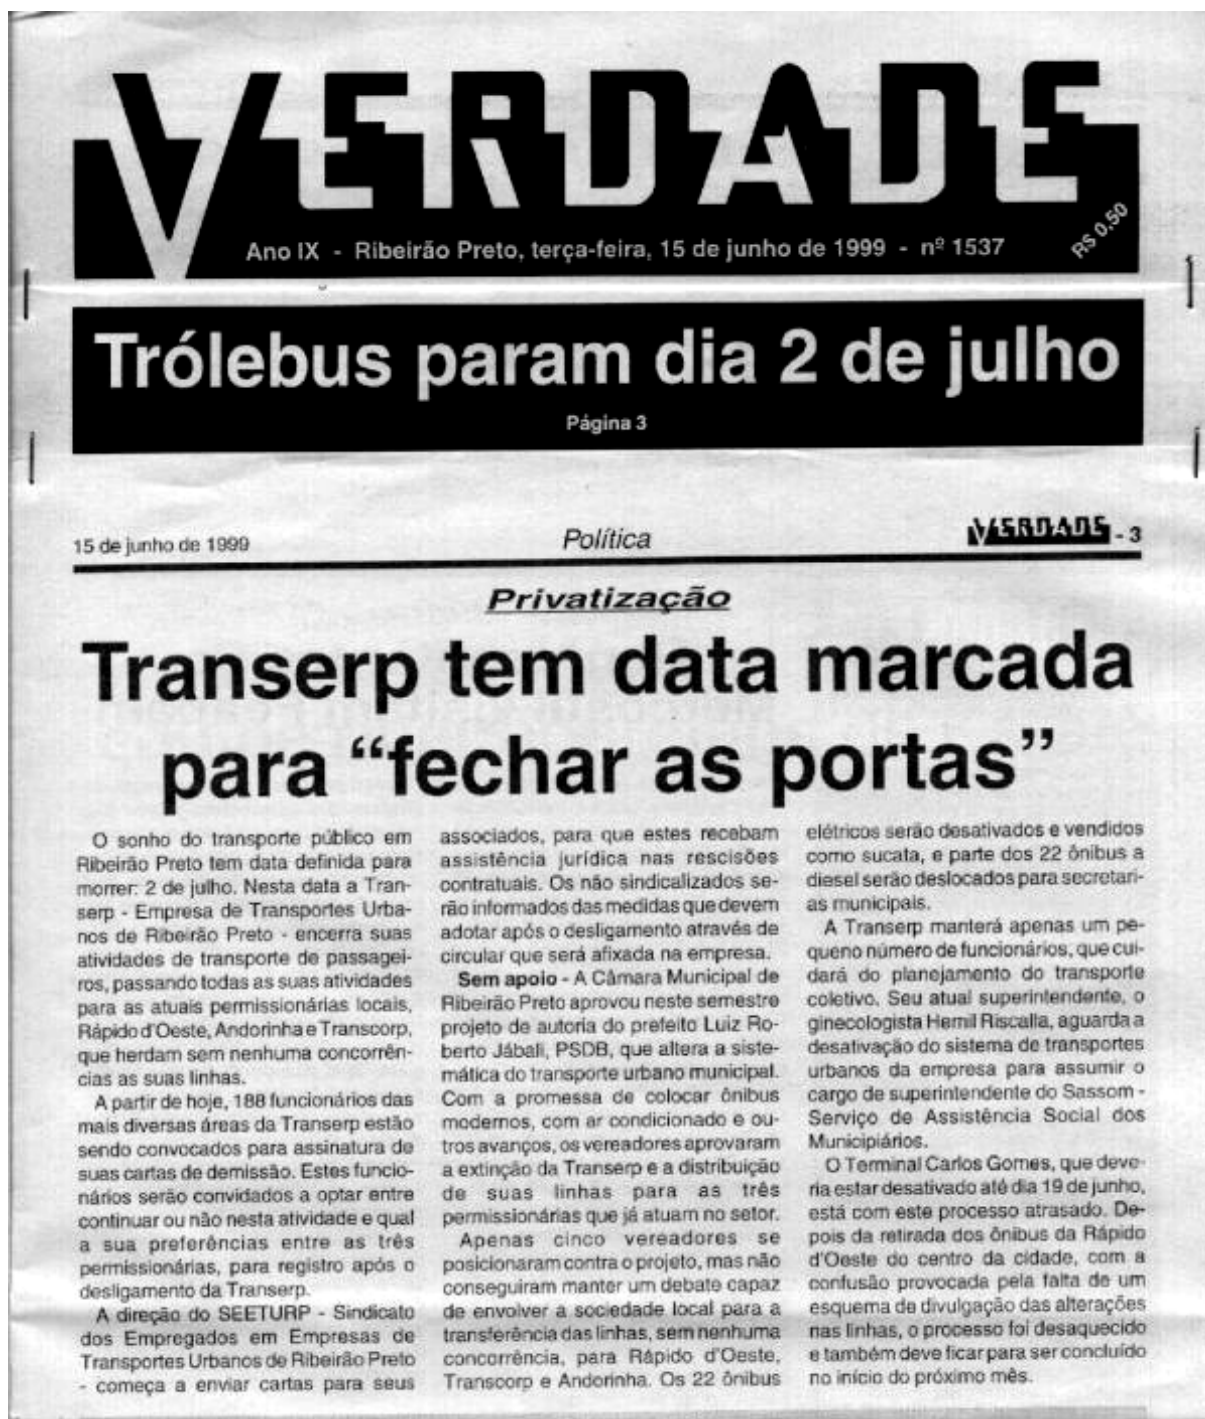 VERDADE
Ano IX - Ribeirão Preto, terça-feira, 15 de junho de 1999 - nº 1537
R$ 0,50
Trólebus param dia 2 de julho
Página 3
15 de junho de 1999
Política
VERDADE - 3
Privatização
Transerp tem data marcada
para “fechar as portas”
O sonho do transporte público em
Ribeirão Preto tem data definida para
morrer: 2 de julho. Nesta data a Tran-
serp - Empresa de Transportes Urba-
nos de Ribeirão Preto - encerra suas
atividades de transporte de passagei-
ros, passando todas as suas atividades
para as atuais permissionárias locais,
Rápido d'Oeste, Andorinha e Transcorp,
que herdam sem nenhuma concorrên-
cias as suas linhas.
A partir de hoje, 188 funcionários das
mais diversas áreas da Transerp estão
sendo convocados para assinatura de
suas cartas de demissão. Estes funcio-
nários serão convidados a optar entre
continuar ou não nesta atividade e qual
a sua preferências entre as três
permissionárias, para registro após o
desligamento da Transerp.
A direção do SEETURP - Sindicato
dos Empregados em Empresas de
Transportes Urbanos de Ribeirão Preto
- começa a enviar cartas para seus
associados, para que estes recebam
assistência jurídica nas rescisões
contratuais. Os não sindicalizados se-
rão informados das medidas que devem
adotar após o desligamento através de
circular que será afixada na empresa.
Sem apoio - A Câmara Municipal de
Ribeirão Preto aprovou neste semestre
projeto de autoria do prefeito Luiz Ro-
berto Jábali, PSDB, que altera a siste-
mática do transporte urbano municipal.
Com a promessa de colocar ônibus
modernos, com ar condicionado e ou-
tros avanços, os vereadores aprovaram
a extinção da Transerp e a distribuição
de suas linhas para as três
permissionárias que já atuam no setor.
Apenas cinco vereadores se
posicionaram contra o projeto, mas não
conseguiram manter um debate capaz
de envolver a sociedade local para a
transferência das linhas, sem nenhuma
concorrência, para Rápido d'Oeste,
Transcorp e Andorinha. Os 22 ônibus
elétricos serão desativados e vendidos
como sucata, e parte dos 22 ônibus a
diesel serão deslocados para secretari-
as municipais.
A Transerp manterá apenas um pe-
queno número de funcionários, que cui-
dará do planejamento do transporte
coletivo. Seu atual superintendente, o
ginecologista Hemil Riscalla, aguarda a
desativação do sistema de transportes
urbanos da empresa para assumir o
cargo de superintendente do Sassom -
Serviço de Assistência Social dos
Municipiários.
O Terminal Carlos Gomes, que deve-
ria estar desativado até dia 19 de junho,
está com este processo atrasado. De-
pois da retirada dos ônibus da Rápido
d'Oeste do centro da cidade, com a
confusão provocada pela falta de um
esquema de divulgação das alterações
nas linhas, o processo foi desaquecido
e também deve ficar para ser concluído
no início do próximo mês.